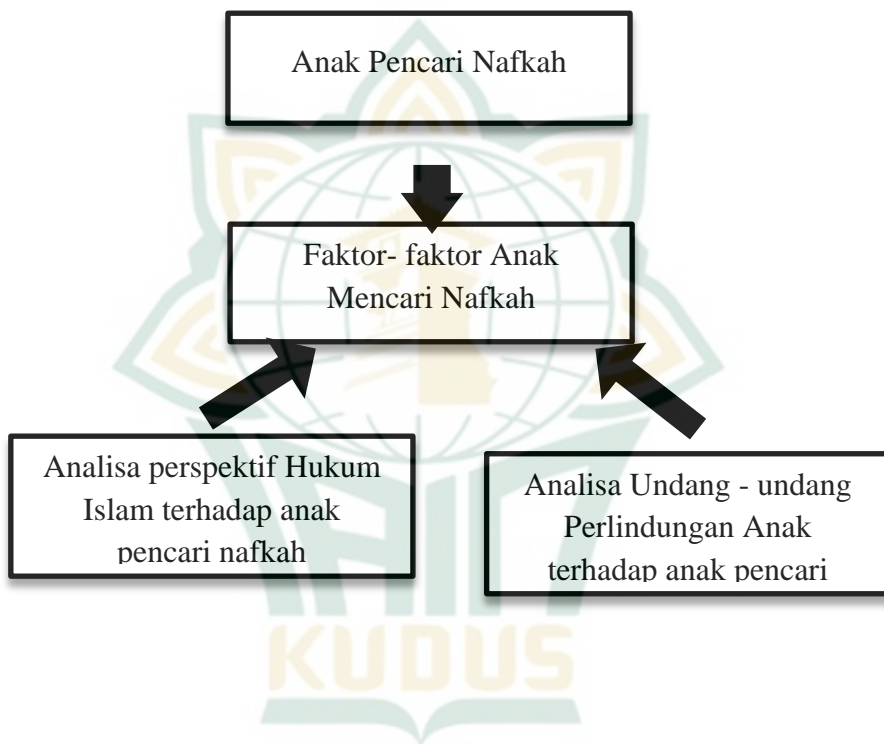 Anak Pencari Nafkah
Faktor- faktor Anak
Mencari Nafkah
Analisa perspektif Hukum
Islam terhadap anak
pencari nafkah
Analisa Undang - undang
Perlindungan Anak
terhadap anak pencari
IAIN
KUDUS